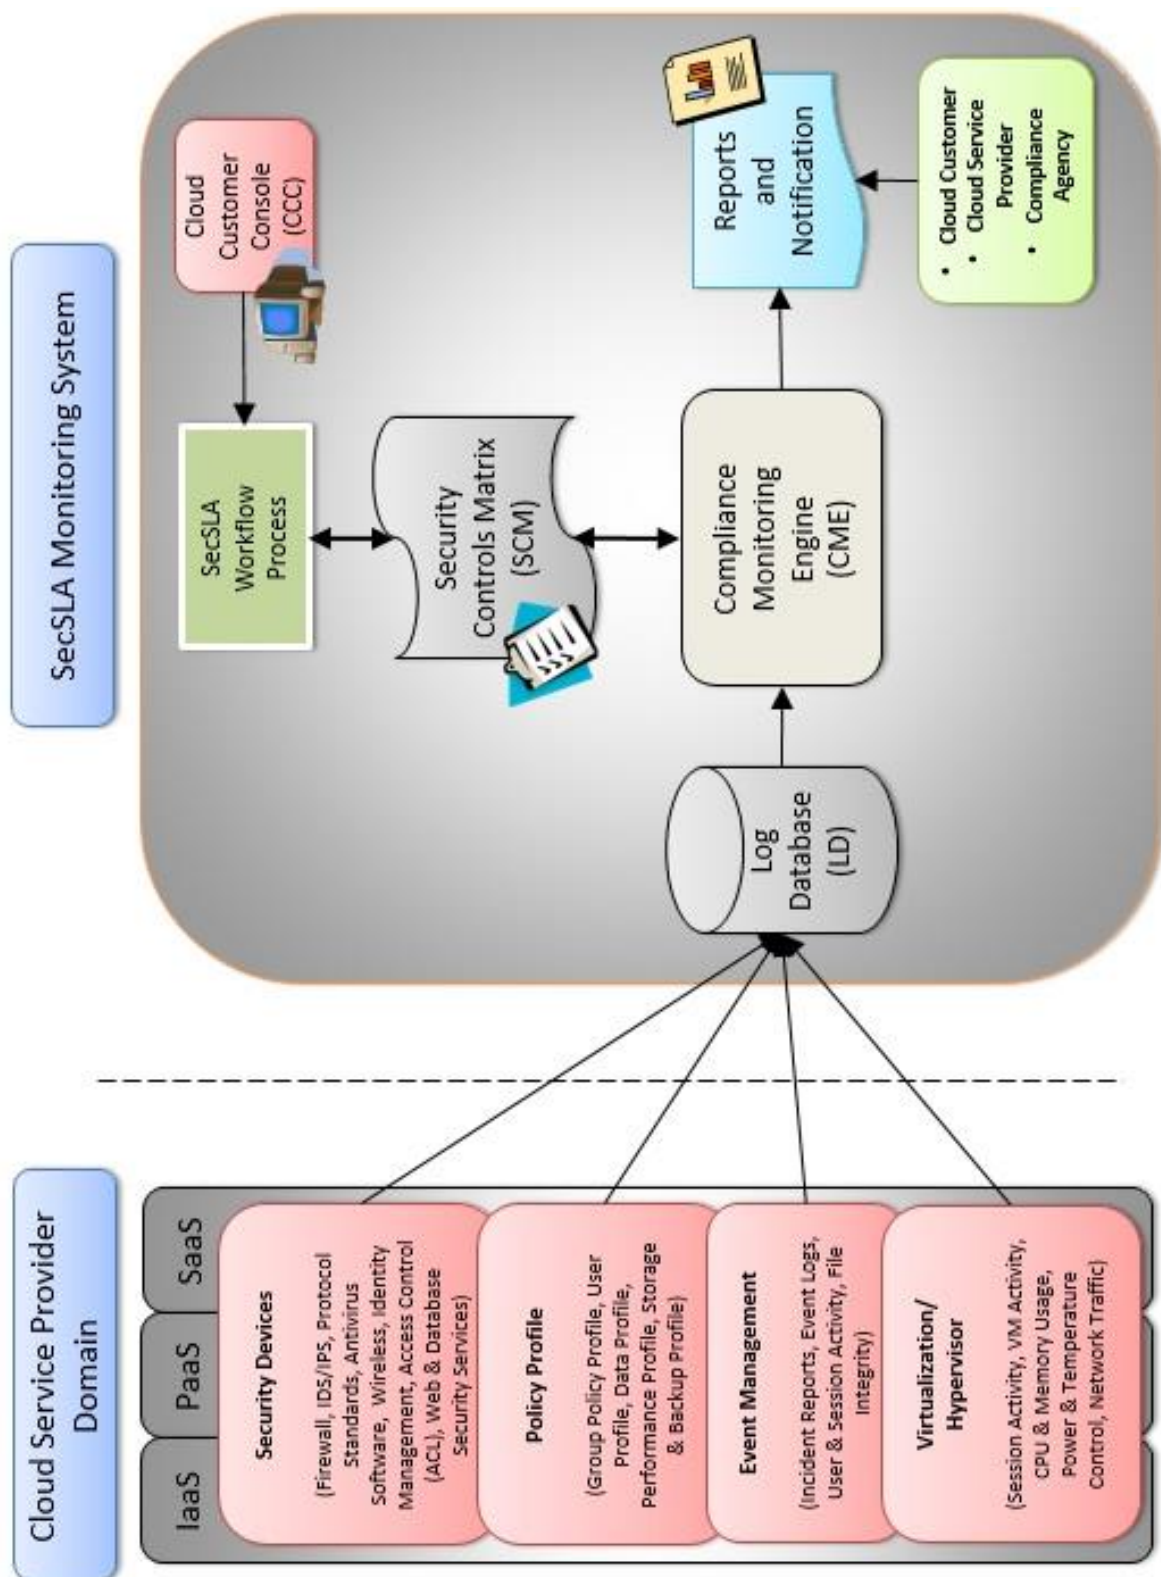 Cloud Service Provider
Domain
IaaS
PaaS
SaaS
Security Devices
(Firewall, IDS/IPS, Protocol
Standards, Antivirus
Software, Wireless, Identity
Management, Access Control
(ACL), Web & Database
Security Services)
Policy Profile
(Group Policy Profile, User
Profile, Data Profile,
Performance Profile, Storage
& Backup Profile)
Event Management
(Incident Reports, Event Logs,
User & Session Activity, File
Integrity)
Virtualization/
Hypervisor
(Session Activity, VM Activity,
CPU & Memory Usage,
Power & Temperature
Control, Network Traffic)
SecSLA Monitoring System
Cloud
Customer
Console
(CCC)
SecSLA
Workflow
Process
Security
Controls Matrix
(SCM)
Log
Database
(LD)
Compliance
Monitoring
Engine
(CME)
Reports
and
Notification
• Cloud Customer
• Cloud Service
Provider
• Compliance
Agency